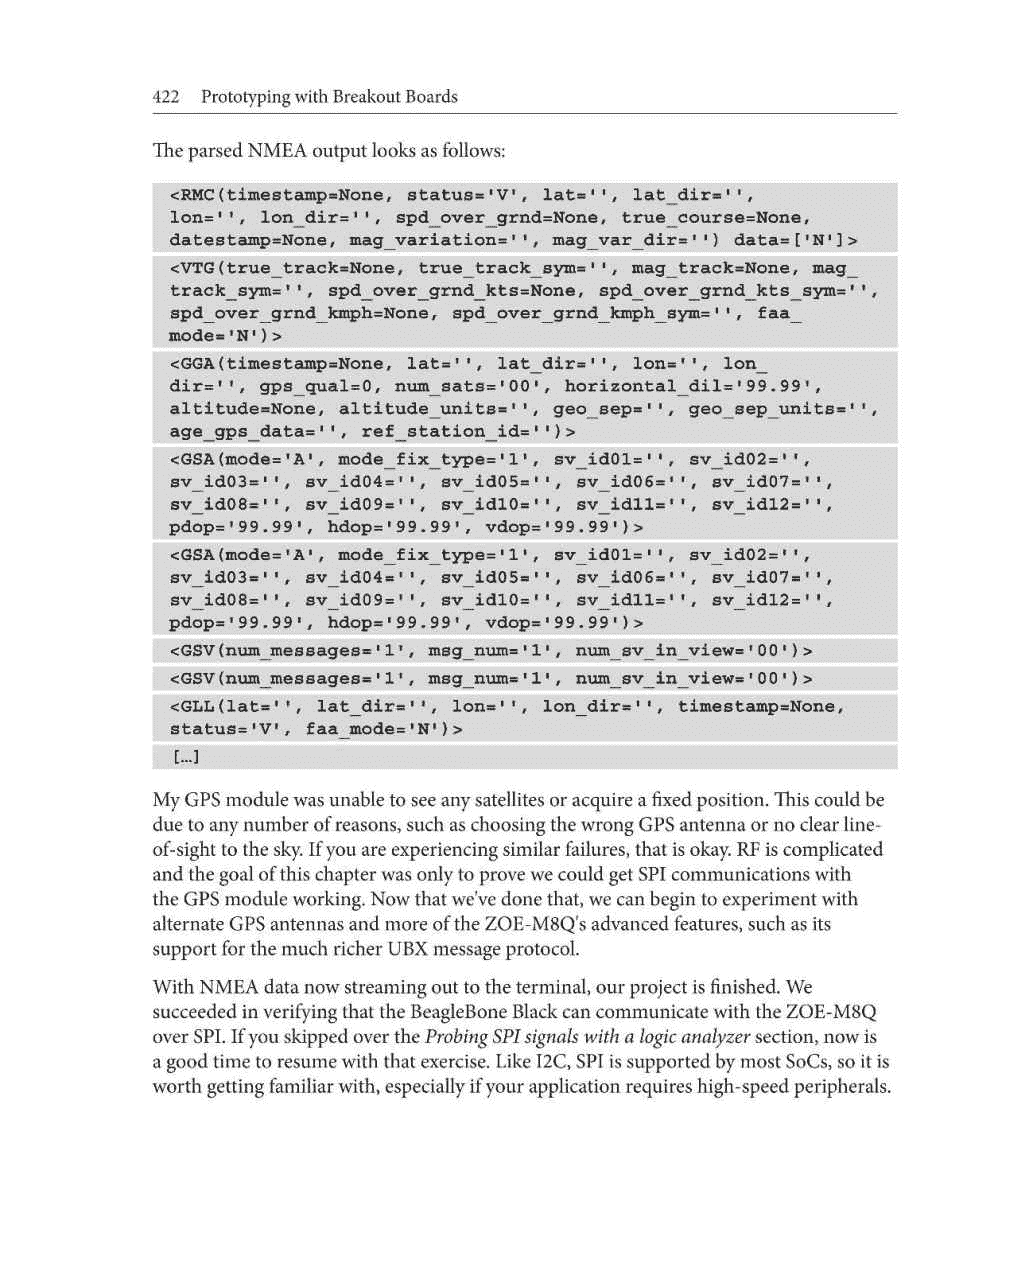 422 Prototyping with Breakout Boards
The parsed NMEA output looks as follows:
<RMC(timestamp=None, status='V', lat='', lat_dir='',
lon='', lon_dir='', spd_over_grnd=None, true_course=None,
datestamp=None, mag_variation='', mag_var_dir='') data=['N']>
<VTG(true_track=None, true_track_sym='', mag_track=None, mag_
track_sym='', spd_over_grnd_kts=None, spd_over_grnd_kts_sym='',
spd_over_grnd_kmph=None, spd_over_grnd_kmph_sym='', faa_
mode='N')>
<GGA(timestamp=None, lat='', lat_dir='', lon='', lon_
dir='', gps_qual=0, num_sats='00', horizontal_dil='99.99',
altitude=None, altitude_units='', geo_sep='', geo_sep_units='',
age_gps_data='', ref_station_id='')>
<GSA(mode='A', mode_fix_type='1', sv_id01='', sv_id02='',
sv_id03='', sv_id04='', sv_id05='', sv_id06='', sv_id07='',
sv_id08='', sv_id09='', sv_id10='', sv_id11='', sv_id12='',
pdop='99.99', hdop='99.99', vdop='99.99')>
<GSA(mode='A', mode_fix_type='1', sv_id01='', sv_id02='',
sv_id03='', sv_id04='', sv_id05='', sv_id06='', sv_id07='',
sv_id08='', sv_id09='', sv_id10='', sv_id11='', sv_id12='',
pdop='99.99', hdop='99.99', vdop='99.99')>
<GSV(num_messages='1', msg_num='1', num_sv_in_view='00')>
<GSV(num_messages='1', msg_num='1', num_sv_in_view='00')>
<GLL(lat='', lat_dir='', lon='', lon_dir='', timestamp=None,
status='V', faa_mode='N')>
[…]
My GPS module was unable to see any satellites or acquire a fixed position. This could be
due to any number of reasons, such as choosing the wrong GPS antenna or no clear line-
of-sight to the sky. If you are experiencing similar failures, that is okay. RF is complicated
and the goal of this chapter was only to prove we could get SPI communications with
the GPS module working. Now that we've done that, we can begin to experiment with
alternate GPS antennas and more of the ZOE-M8Q's advanced features, such as its
support for the much richer UBX message protocol.
With NMEA data now streaming out to the terminal, our project is finished. We
succeeded in verifying that the BeagleBone Black can communicate with the ZOE-M8Q
over SPI. If you skipped over the Probing SPI signals with a logic analyzer section, now is
a good time to resume with that exercise. Like I2C, SPI is supported by most SoCs, so it is
worth getting familiar with, especially if your application requires high-speed peripherals.